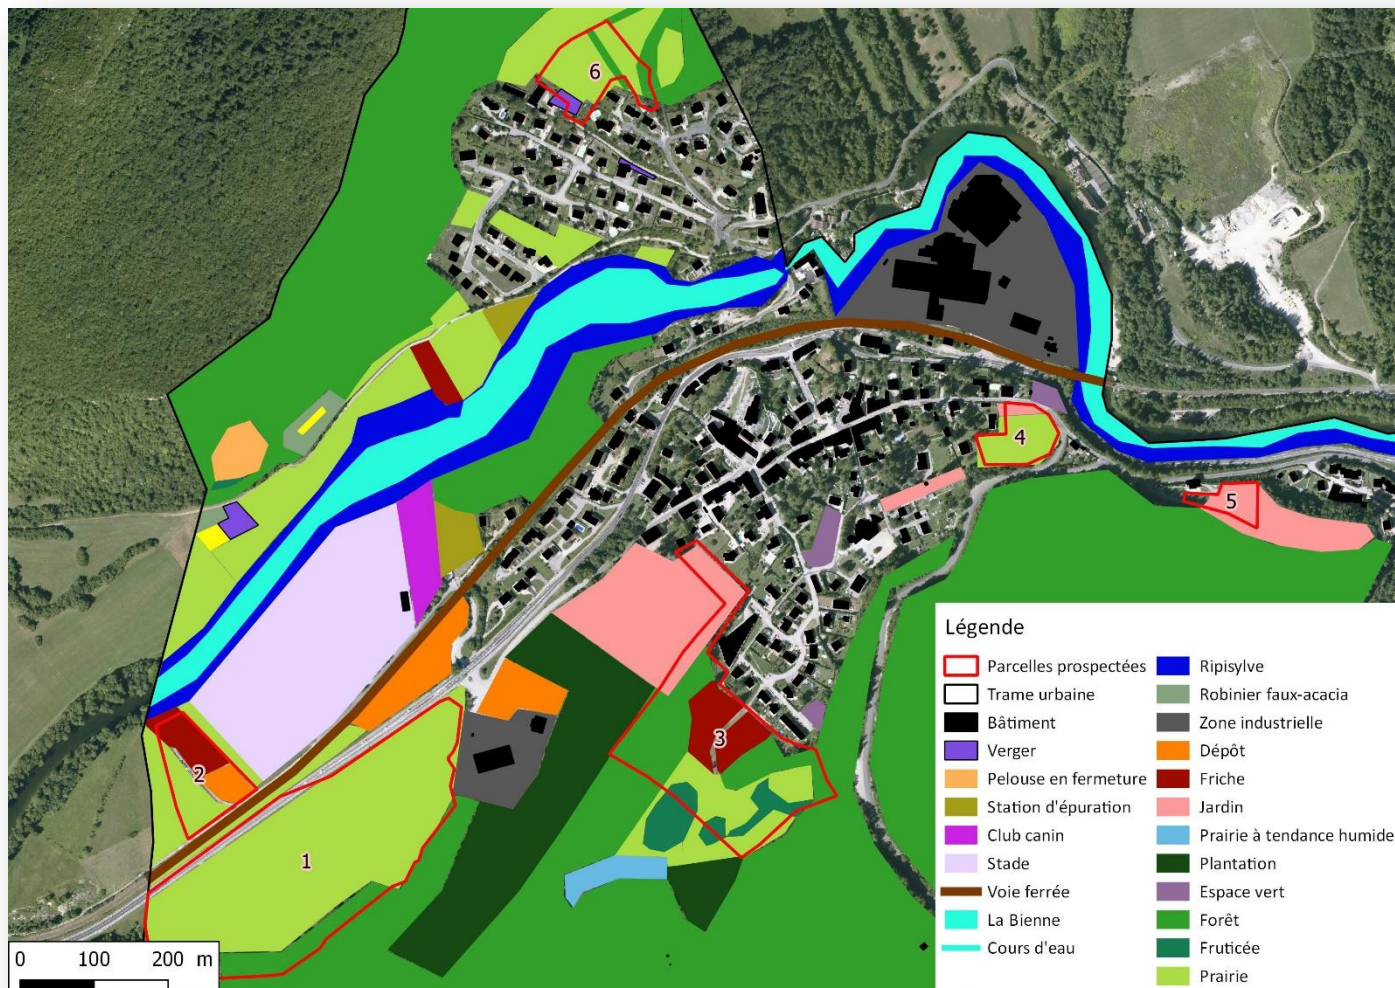 6
4
5
3
2
1
Légende
Parcelles prospectées
Trame urbaine
Bâtiment
Verger
Pelouse en fermeture
Station d'épuration
Club canin
Stade
Voie ferrée
La Bienne
Cours d'eau
Ripisylve
Robinier faux-acacia
Zone industrielle
Dépôt
Friche
Jardin
Prairie à tendance humide
Plantation
Espace vert
Forêt
Fruticée
Prairie
0 100 200 m